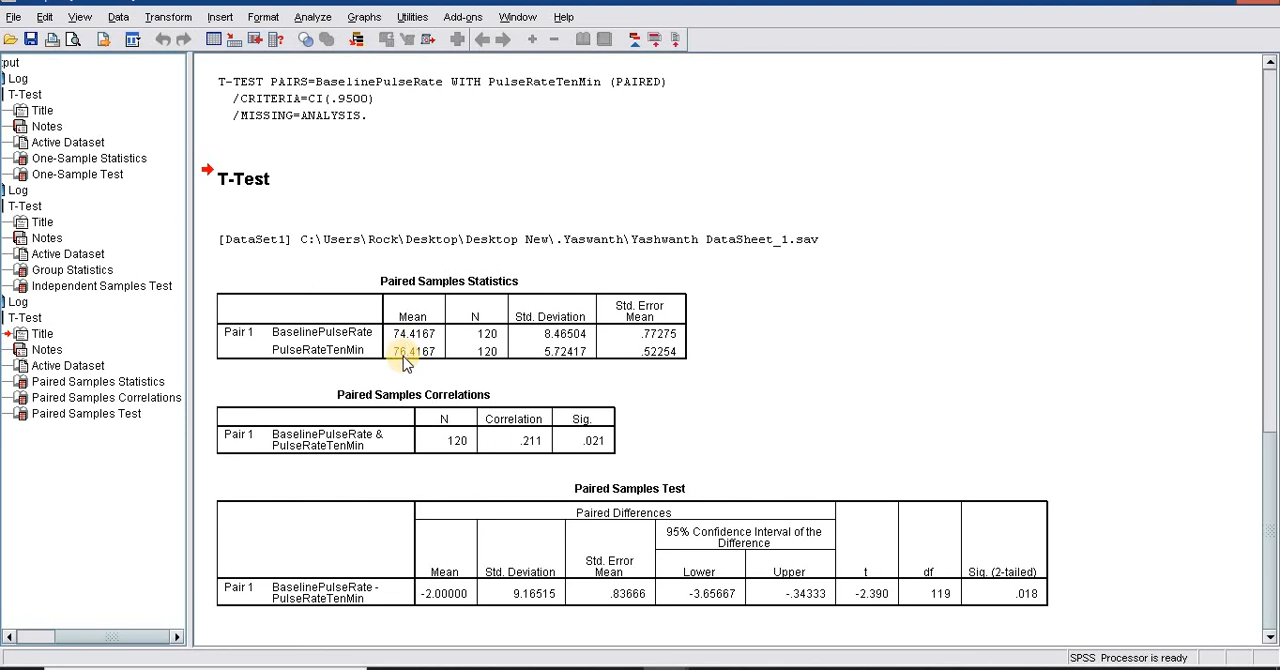 File Edit View Data Transform Insert Format Analyze Graphs Utilities Add-ons Window Help
put
Log
T-Test
Title
Notes
Active Dataset
One-Sample Statistics
One-Sample Test
Log
T-Test
Title
Notes
Active Dataset
Group Statistics
Independent Samples Test
Log
T-Test
Title
Notes
Active Dataset
Paired Samples Statistics
Paired Samples Correlations
Paired Samples Test
T-TEST PAIRS=BaselinePulseRate WITH PulseRateTenMin (PAIRED)
/CRITERIA=CI(.9500)
/MISSING=ANALYSIS.
T-Test
[DataSet1] C:\Users\Rock\Desktop\Desktop New\.Yaswanth\Yashwanth DataSheet_1.sav
Paired Samples Statistics
Mean N Std. Deviation Std. Error Mean
Pair 1 BaselinePulseRate 74.4167 120 8.46504 .77275
PulseRateTenMin 76.4167 120 5.72417 .52254
Paired Samples Correlations
N Correlation Sig.
Pair 1 BaselinePulseRate & PulseRateTenMin 120 .211 .021
Paired Samples Test
Paired Differences
95% Confidence Interval of the Difference
Mean Std. Deviation Std. Error Mean Lower Upper t df Sig. (2-tailed)
Pair 1 BaselinePulseRate - PulseRateTenMin -2.00000 9.16515 .83666 -3.65667 -.34333 -2.390 119 .018
SPSS Processor is ready